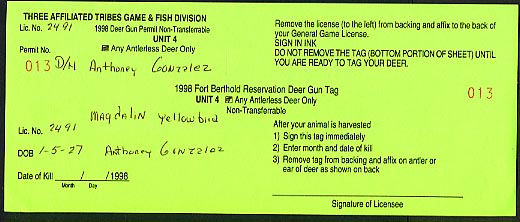 THREE AFFILIATED TRIBES GAME & FISH DIVISION
Lic. No. 2491 1998 Deer Gun Permit Non-Transferrable
UNIT 4
Permit No. Any Antlerless Deer Only
013 D/H Anthoney Gonzalez
Remove the license (to the left) from backing and affix to the back of
your General Game License.
SIGN IN INK
DO NOT REMOVE THE TAG (BOTTOM PORTION OF SHEET) UNTIL
YOU ARE READY TO TAG YOUR DEER.
1998 Fort Berthold Reservation Deer Gun Tag 013
UNIT 4 Any Antlerless Deer Only
Non-Transferrable
Magdalin Yellowbird
Lic. No. 2491
DOB 1-5-27 Anthoney Gonzalez
Date of Kill / /1998
Month Day
After your animal is harvested
1) Sign this tag immediately
2) Enter month and date of kill
3) Remove tag from backing and affix on antler or
ear of deer as shown on back
Signature of Licensee